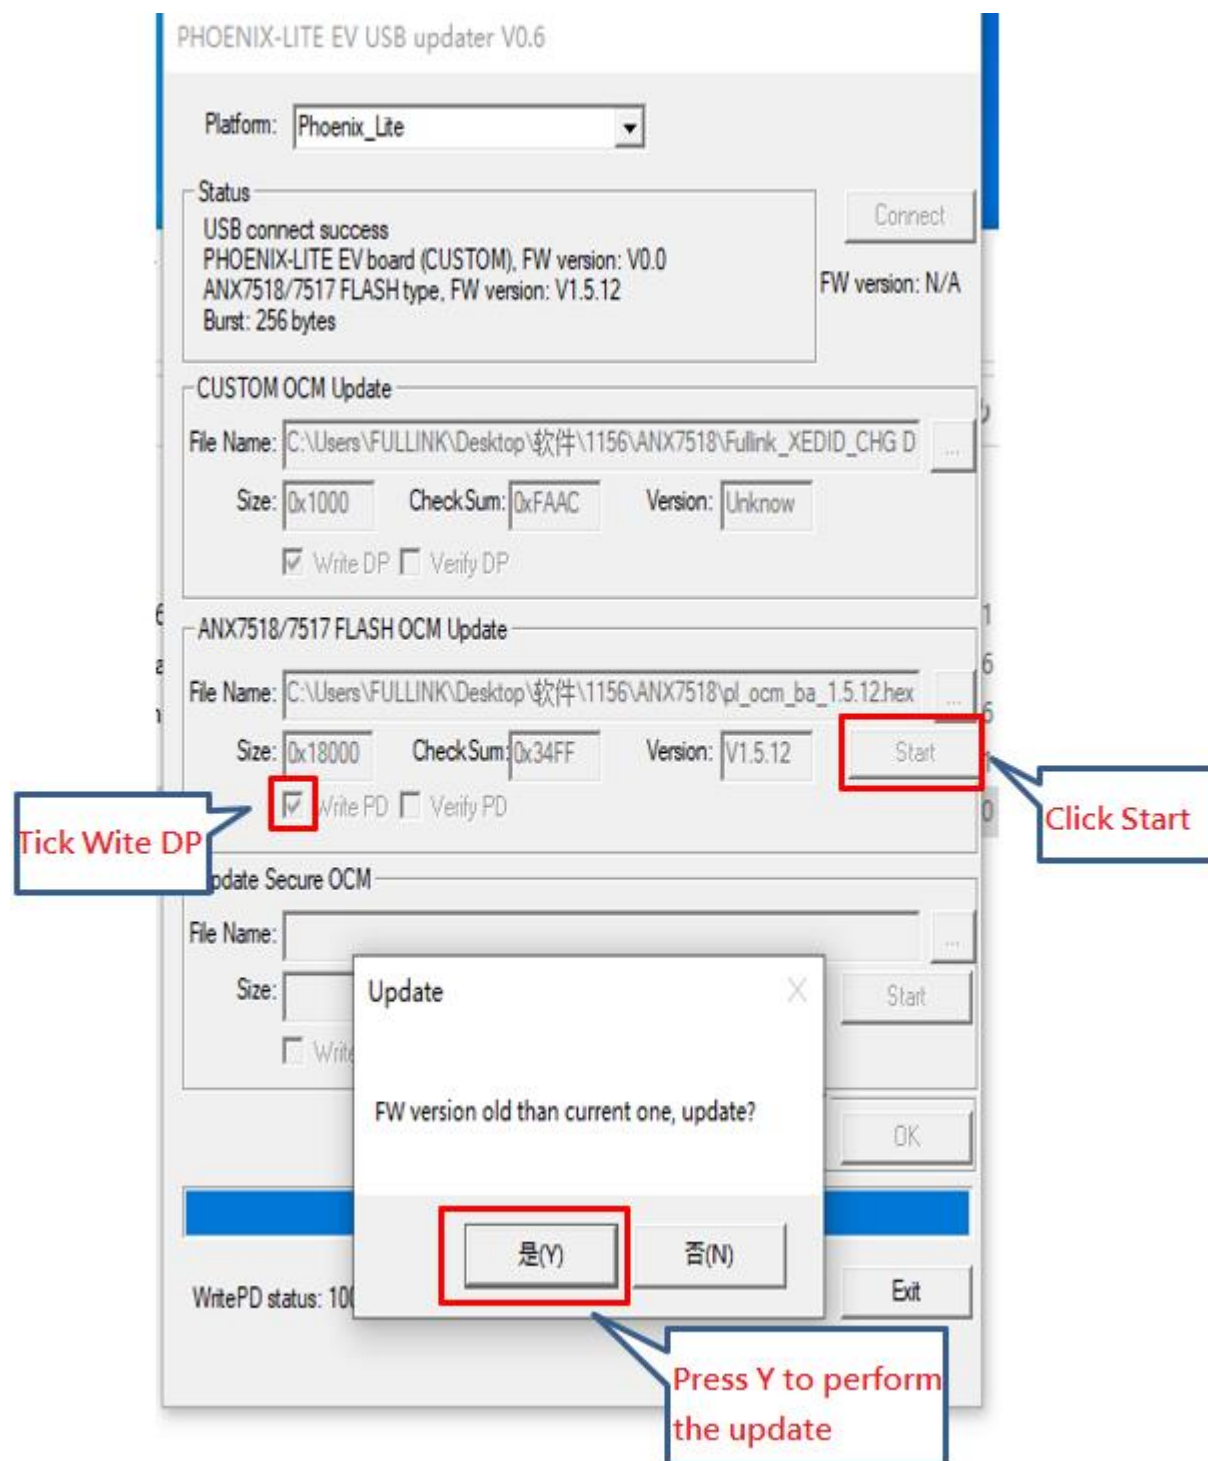 PHOENIX-LITE EV USB updater V0.6
Platform: Phoenix_Lite
Status
USB connect success
PHOENIX-LITE EV board (CUSTOM), FW version: V0.0
ANX7518/7517 FLASH type, FW version: V1.5.12
Burst: 256 bytes
Connect
FW version: N/A
CUSTOM OCM Update
File Name: C:\Users\FULLINK\Desktop\软件\1156\ANX7518\Fullink_XEDID_CHG D ...
Size: 0x1000 CheckSum: 0xFAAC Version: Unknow
Write DP Verify DP
ANX7518/7517 FLASH OCM Update
File Name: C:\Users\FULLINK\Desktop\软件\1156\ANX7518\pl_ocm_ba_1.5.12.hex ...
Size: 0x18000 CheckSum: 0x34FF Version: V1.5.12 Start
Write PD Verify PD
Tick Wite DP
Click Start
Update Secure OCM
File Name: ...
Size: Start
Write
Update X
FW version old than current one, update?
OK
是(Y) 否(N)
WritePD status: 100
Exit
Press Y to perform
the update